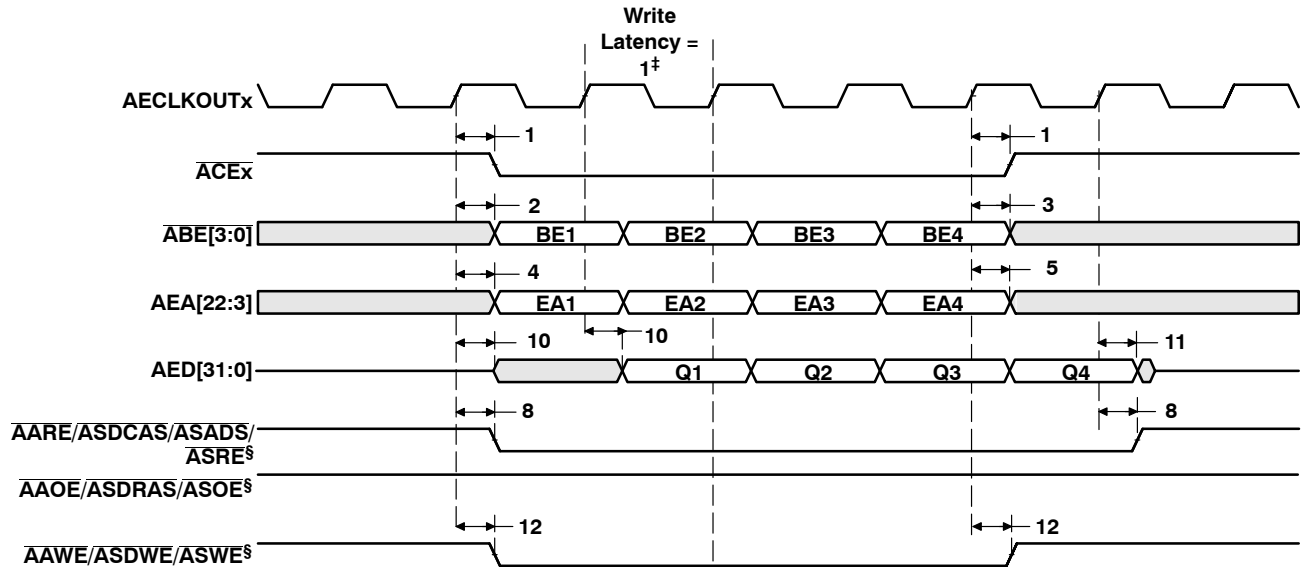 Write
Latency =
1‡
AECLKOUTx
1 1
ACEx
2 3
ABE[3:0] BE1 BE2 BE3 BE4
4 5
AEA[22:3] EA1 EA2 EA3 EA4
10 10 11
AED[31:0] Q1 Q2 Q3 Q4
8 8
AARE/ASDCAS/ASADS/
ASRE§
AAOE/ASDRAS/ASOE§
12 12
AAWE/ASDWE/ASWE§